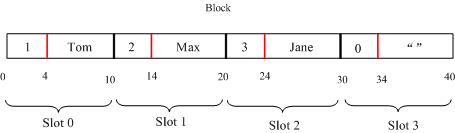 Block
1 Tom 2 Max 3 Jane 0 “ ”
0 4 10 14 20 24 30 34 40
Slot 0 Slot 1 Slot 2 Slot 3